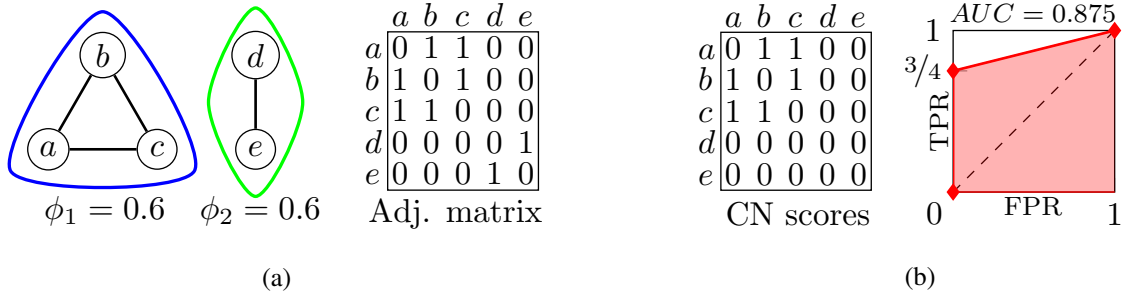 b
a
c
ϕ₁ = 0.6
d
e
ϕ₂ = 0.6
a b c d e
a 0 1 1 0 0
b 1 0 1 0 0
c 1 1 0 0 0
d 0 0 0 0 1
e 0 0 0 1 0
Adj. matrix
(a)
a b c d e
a 0 1 1 0 0
b 1 0 1 0 0
c 1 1 0 0 0
d 0 0 0 0 0
e 0 0 0 0 0
CN scores
AUC = 0.875
1
3/4
TPR
0
FPR
1
(b)